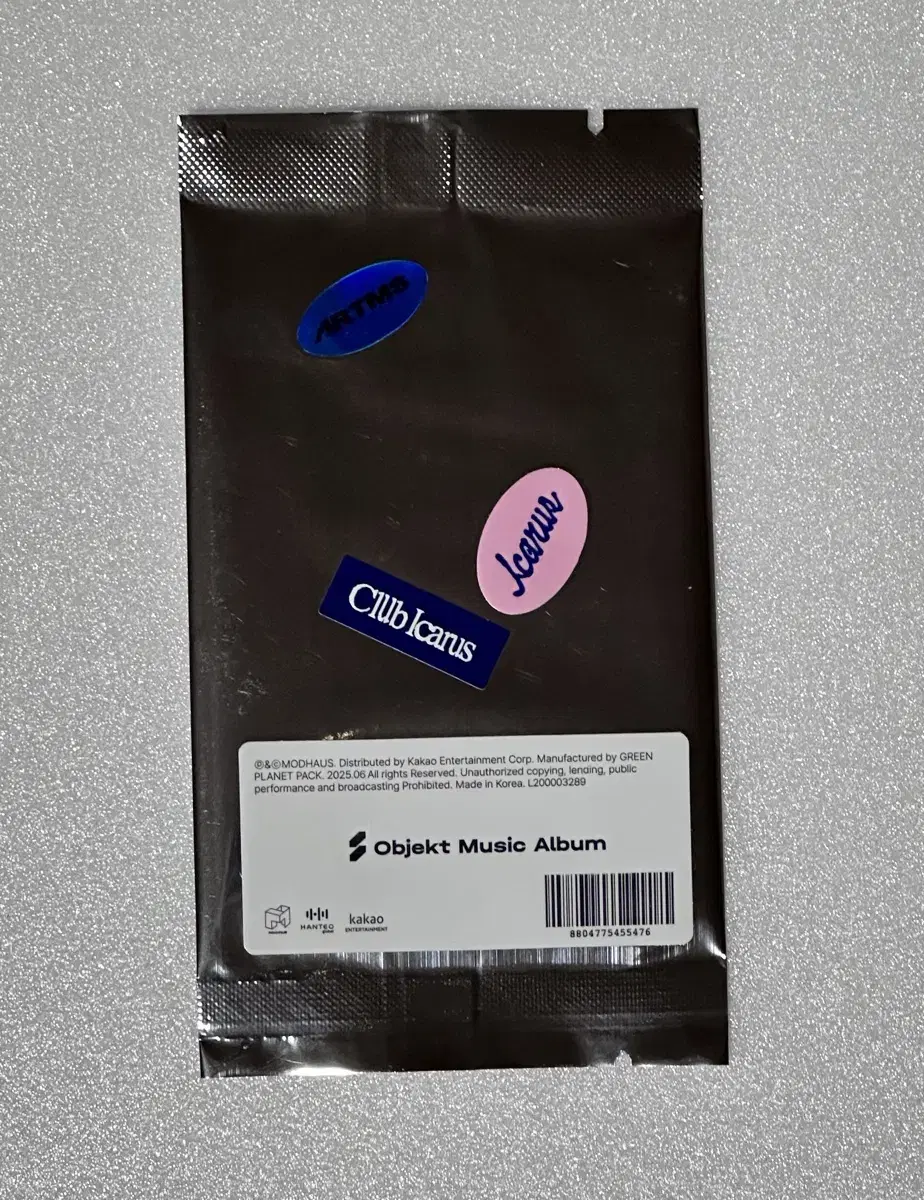 ARTMS
Icarus
Club Icarus
℗&©MODHAUS. Distributed by Kakao Entertainment Corp. Manufactured by GREEN
PLANET PACK. 2025.06 All rights Reserved. Unauthorized copying, lending, public
performance and broadcasting Prohibited. Made in Korea. L200003289
Objekt Music Album
HANTEO
kakao
ENTERTAINMENT
8804775455476